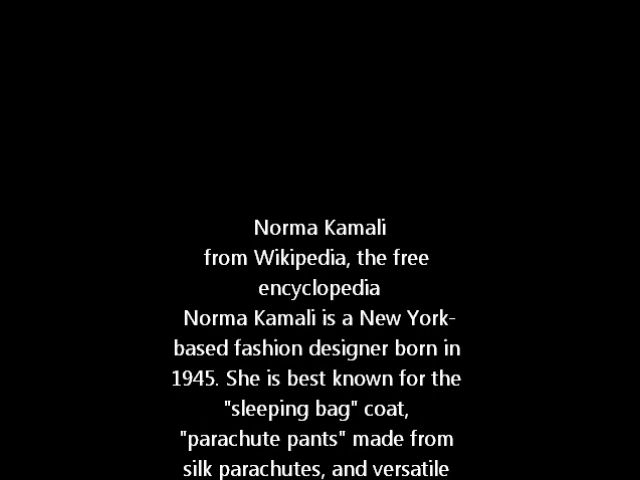 Norma Kamali
from Wikipedia, the free
encyclopedia
Norma Kamali is a New York-
based fashion designer born in
1945. She is best known for the
"sleeping bag" coat,
"parachute pants" made from
silk parachutes, and versatile